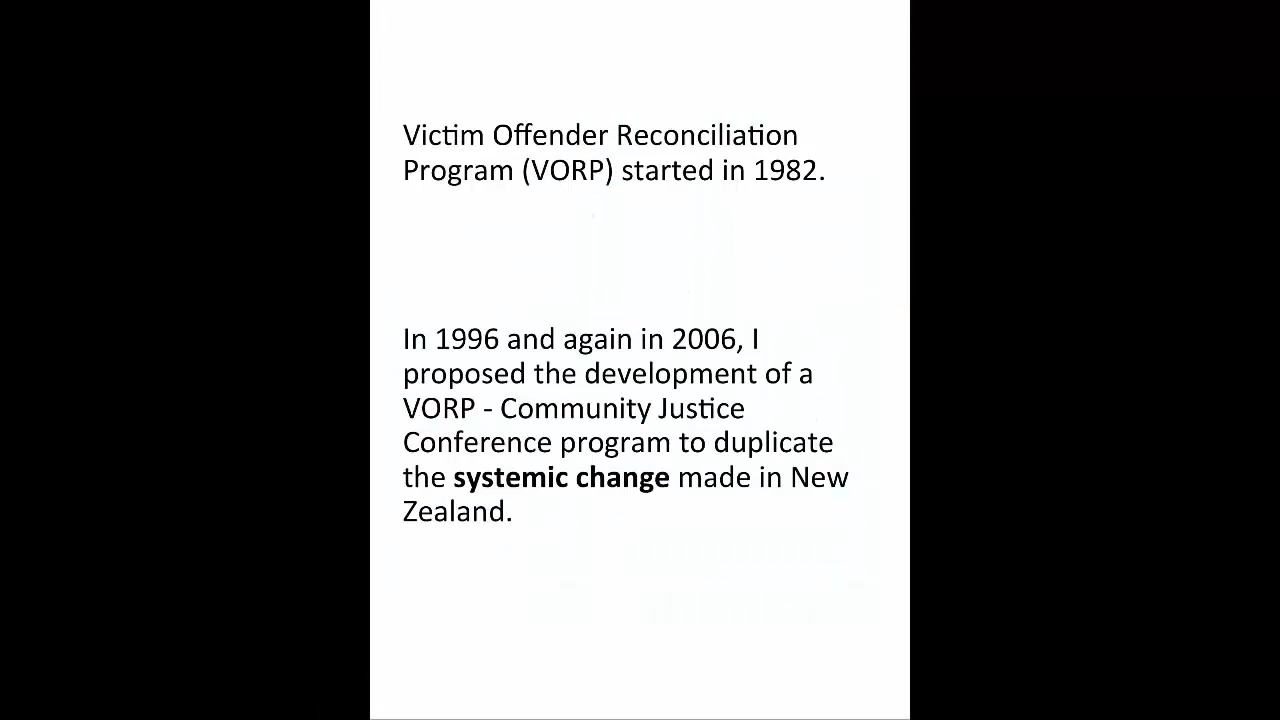 Victim Offender Reconciliation
Program (VORP) started in 1982.
In 1996 and again in 2006, I
proposed the development of a
VORP - Community Justice
Conference program to duplicate
the systemic change made in New
Zealand.